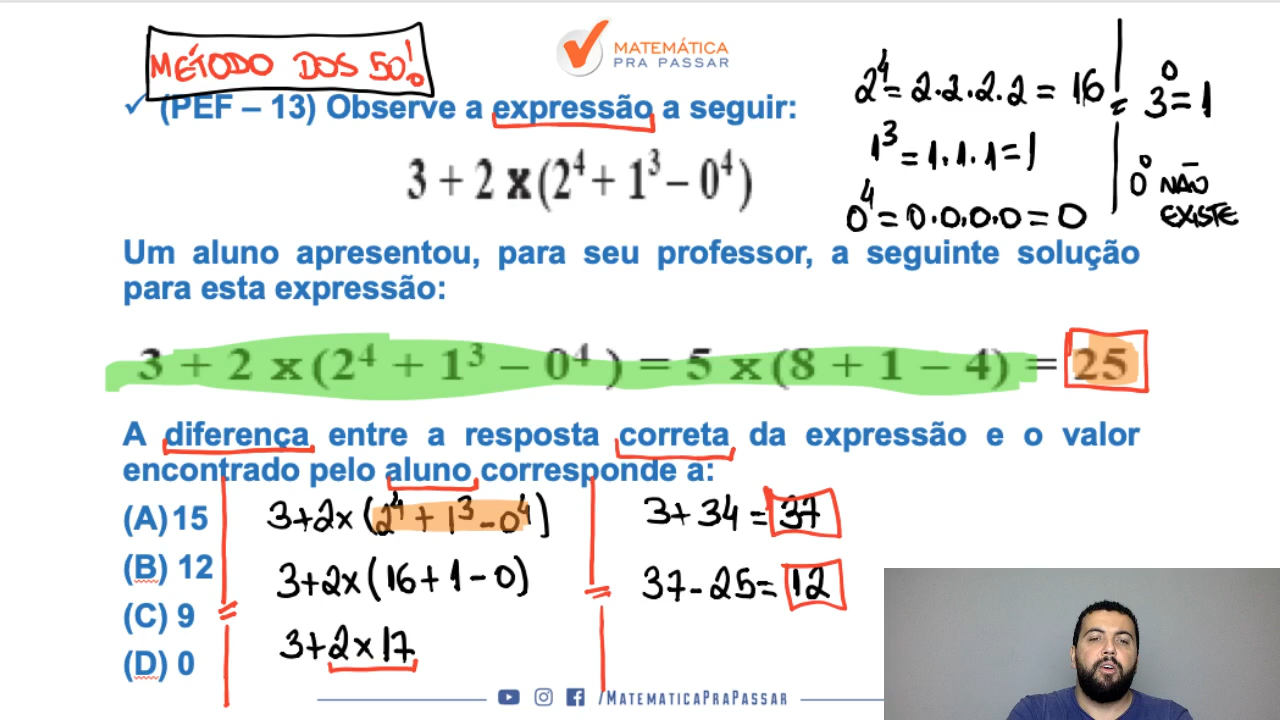 MÉTODO DOS 50!
MATEMÁTICA
PRA PASSAR
✓ (PEF – 13) Observe a expressão a seguir:
3 + 2 x (2⁴ + 1³ – 0⁴)
2⁴ = 2.2.2.2 = 16
1³ = 1.1.1 = 1
0⁴ = 0.0.0.0 = 0
3⁰ = 1
0⁰ NÃO
EXISTE
Um aluno apresentou, para seu professor, a seguinte solução
para esta expressão:
3 + 2 x (2⁴ + 1³ – 0⁴) = 5 x (8 + 1 – 4) = 25
A diferença entre a resposta correta da expressão e o valor
encontrado pelo aluno corresponde a:
(A) 15
(B) 12
(C) 9
(D) 0
3+2x(2⁴+1³-0⁴)
3+2x(16+1-0)
3+2x17
3+34=37
37-25=12
/MATEMATICAPRAPASSAR